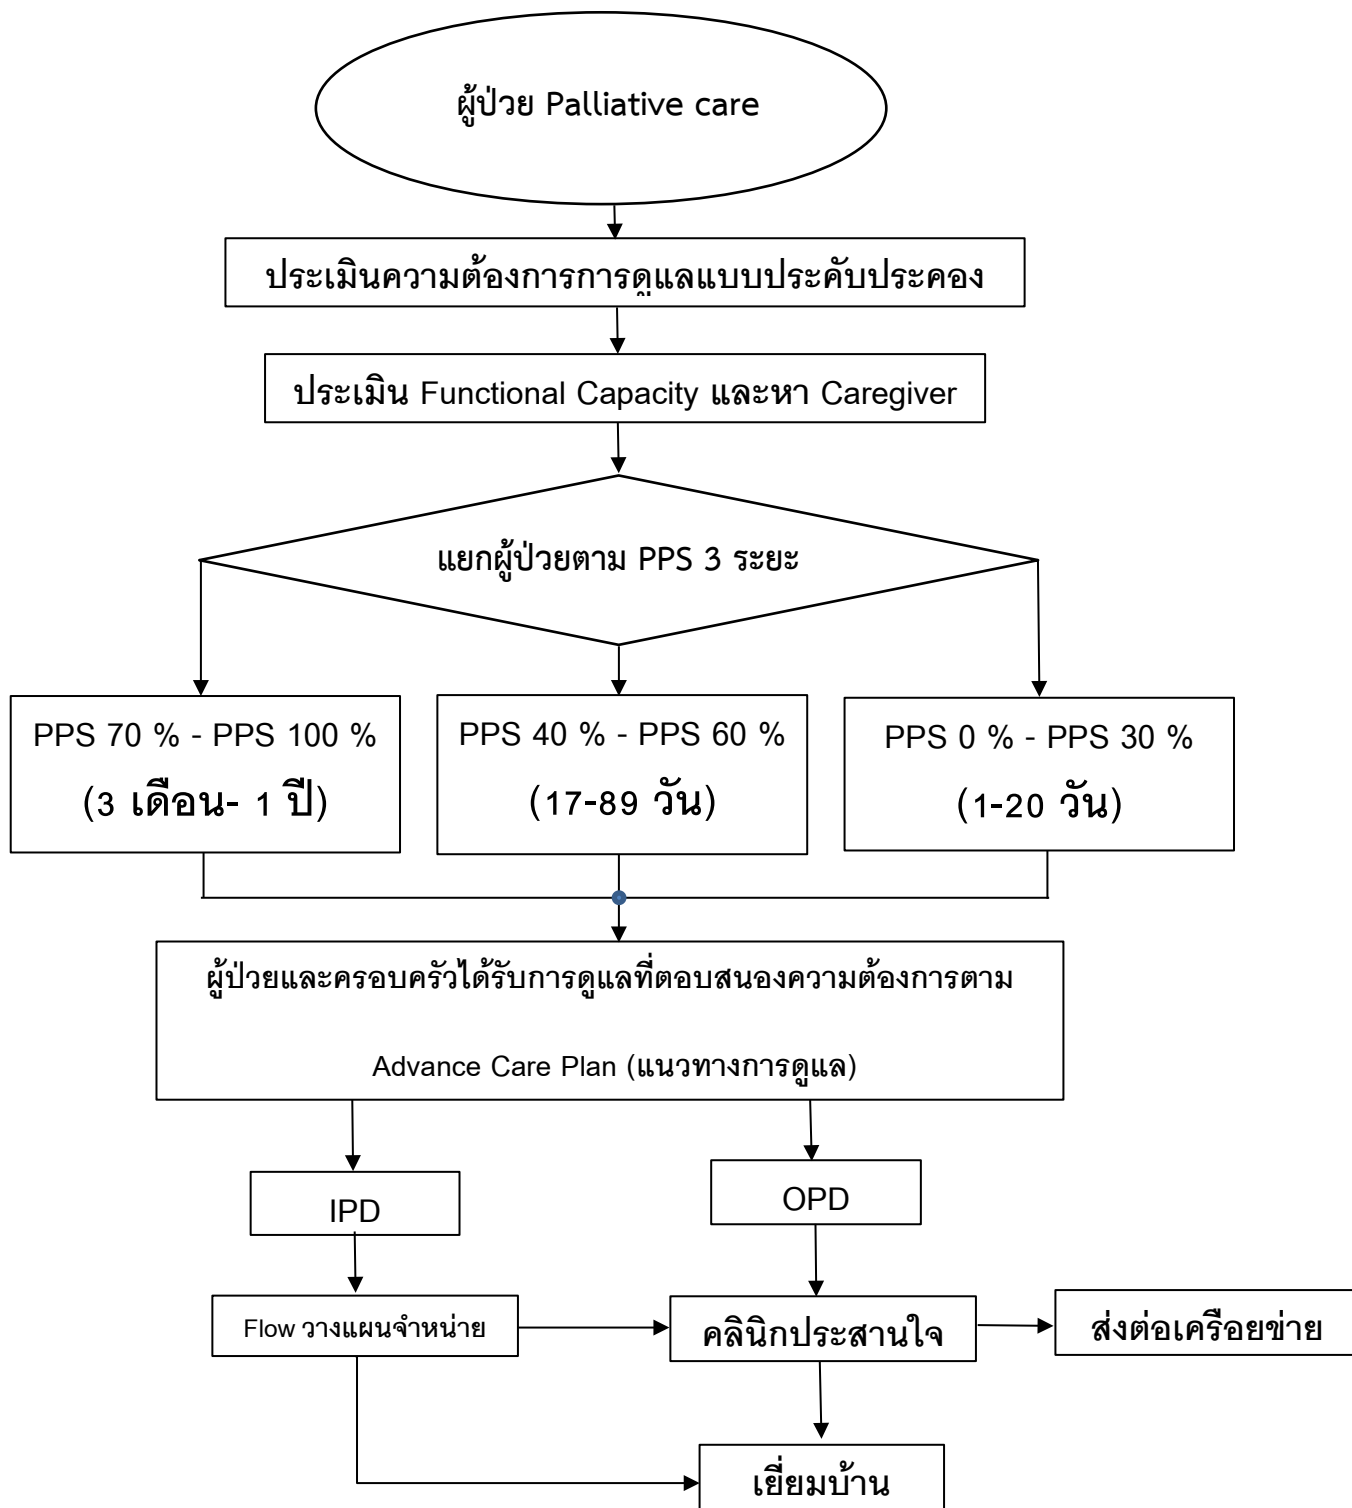 ผู้ป่วย Palliative care
ประเมินความต้องการการดูแลแบบประคับประคอง
ประเมิน Functional Capacity และหา Caregiver
แยกผู้ป่วยตาม PPS 3 ระยะ
PPS 70 % - PPS 100 %
(3 เดือน- 1 ปี)
PPS 40 % - PPS 60 %
(17-89 วัน)
PPS 0 % - PPS 30 %
(1-20 วัน)
ผู้ป่วยและครอบครัวได้รับการดูแลที่ตอบสนองความต้องการตาม
Advance Care Plan (แนวทางการดูแล)
IPD
OPD
Flow วางแผนจำหน่าย
คลินิกประสานใจ
ส่งต่อเครือยข่าย
เยี่ยมบ้าน